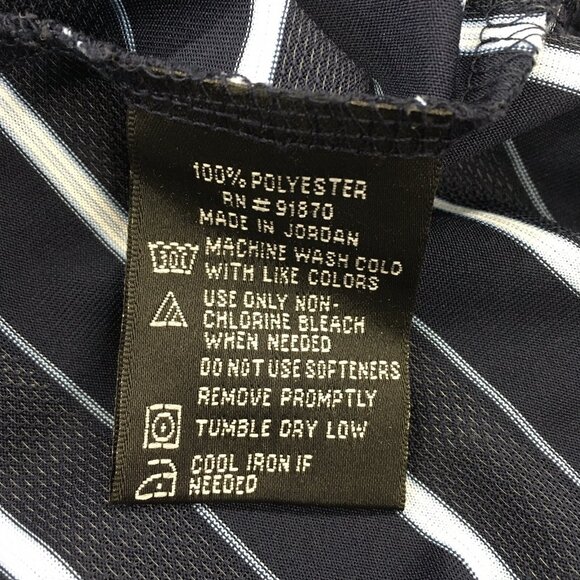 100% POLYESTER
RN #91870
MADE IN JORDAN
30C MACHINE WASH COLD
WITH LIKE COLORS
USE ONLY NON-
CHLORINE BLEACH
WHEN NEEDED
DO NOT USE SOFTENERS
REMOVE PROMPTLY
TUMBLE DRY LOW
COOL IRON IF
NEEDED